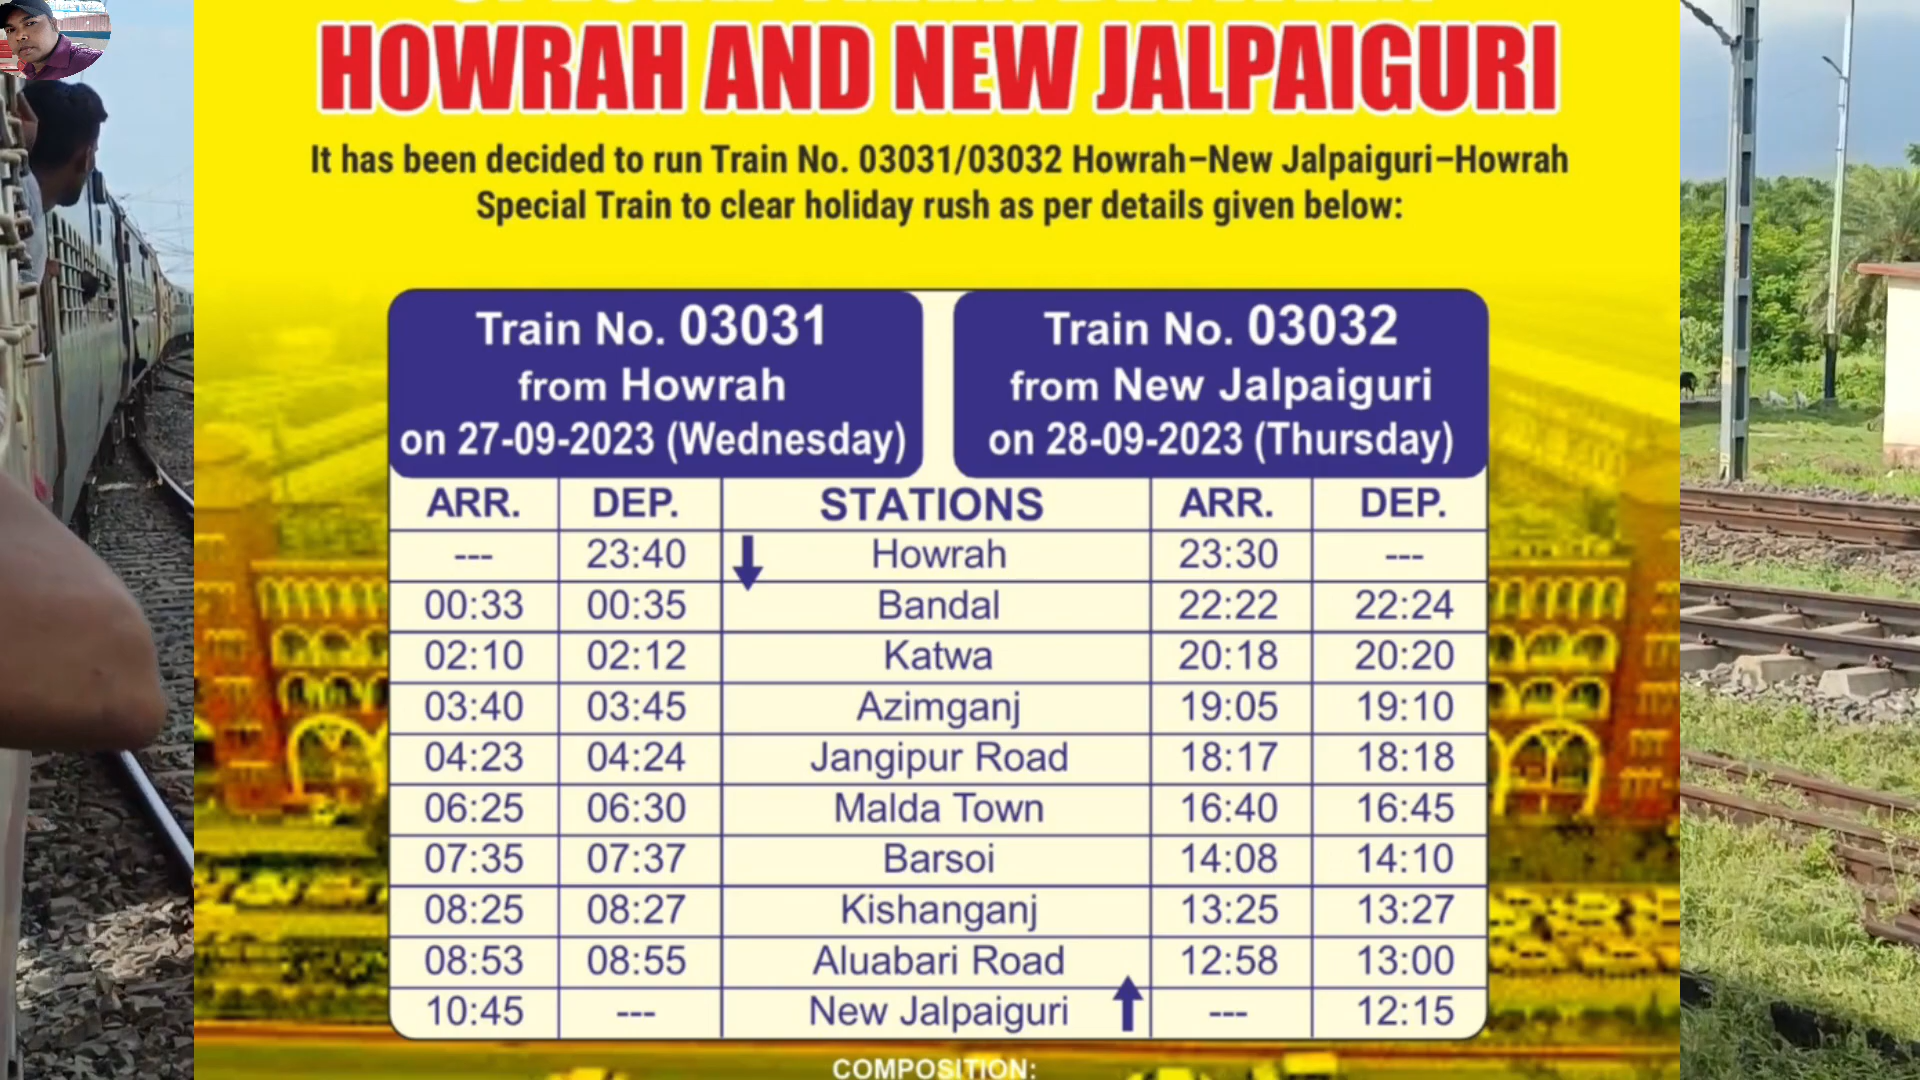 HOWRAH AND NEW JALPAIGURI
It has been decided to run Train No. 03031/03032 Howrah–New Jalpaiguri–Howrah
Special Train to clear holiday rush as per details given below:
Train No. 03031
from Howrah
on 27-09-2023 (Wednesday)
Train No. 03032
from New Jalpaiguri
on 28-09-2023 (Thursday)
ARR. DEP. STATIONS ARR. DEP.
--- 23:40 Howrah 23:30 ---
00:33 00:35 Bandal 22:22 22:24
02:10 02:12 Katwa 20:18 20:20
03:40 03:45 Azimganj 19:05 19:10
04:23 04:24 Jangipur Road 18:17 18:18
06:25 06:30 Malda Town 16:40 16:45
07:35 07:37 Barsoi 14:08 14:10
08:25 08:27 Kishanganj 13:25 13:27
08:53 08:55 Aluabari Road 12:58 13:00
10:45 --- New Jalpaiguri --- 12:15
COMPOSITION: